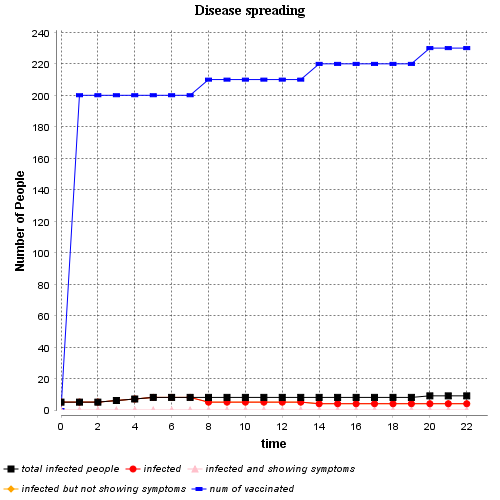 Disease spreading
240
220
200
180
160
140
120
100
80
60
40
20
0
Number of People
0 2 4 6 8 10 12 14 16 18 20 22
time
total infected people infected infected and showing symptoms
infected but not showing symptoms num of vaccinated